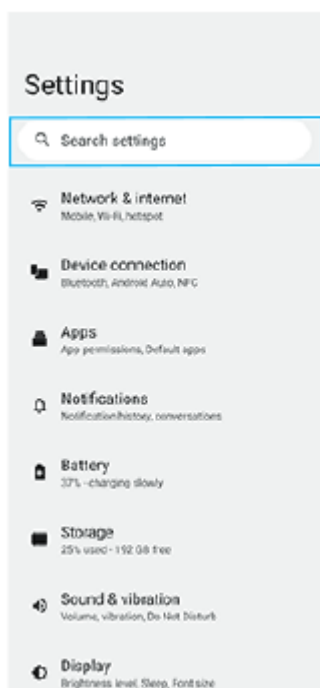 Settings
Search settings
Network & internet
Mobile, Wi-Fi, hotspot
Device connection
Bluetooth, Android Auto, NFC
Apps
App permissions, Default apps
Notifications
Notification history, conversations
Battery
37% - charging slowly
Storage
25% used - 192 GB free
Sound & vibration
Volume, vibration, Do Not Disturb
Display
Brightness level, Sleep, Font size